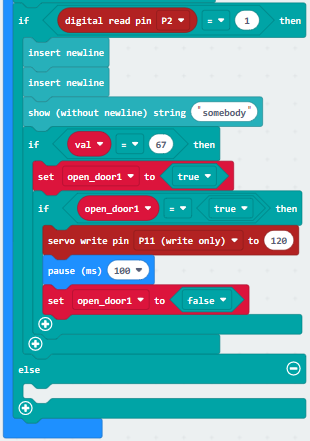 if digital read pin P2 = 1 then
insert newline
insert newline
show (without newline) string "somebody"
if val = 67 then
set open_door1 to true
if open_door1 = true then
servo write pin P11 (write only) to 120
pause (ms) 100
set open_door1 to false
else